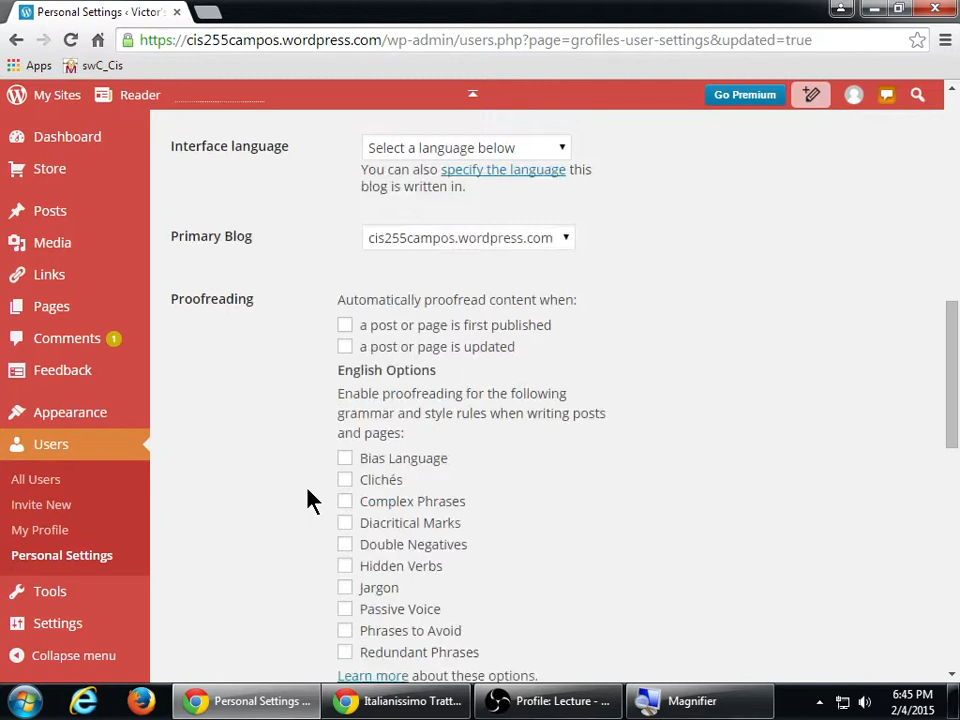 Personal Settings ‹ Victor's
https://cis255campos.wordpress.com/wp-admin/users.php?page=grofiles-user-settings&updated=true
Apps swC_Cis
My Sites Reader Go Premium
Dashboard
Store
Posts
Media
Links
Pages
Comments 1
Feedback
Appearance
Users
All Users
Invite New
My Profile
Personal Settings
Tools
Settings
Collapse menu
Interface language Select a language below
You can also specify the language this
blog is written in.
Primary Blog cis255campos.wordpress.com
Proofreading Automatically proofread content when:
a post or page is first published
a post or page is updated
English Options
Enable proofreading for the following
grammar and style rules when writing posts
and pages:
Bias Language
Clichés
Complex Phrases
Diacritical Marks
Double Negatives
Hidden Verbs
Jargon
Passive Voice
Phrases to Avoid
Redundant Phrases
Learn more about these options.
Personal Settings ... Italianissimo Tratt... Profile: Lecture - ... Magnifier
6:45 PM
2/4/2015